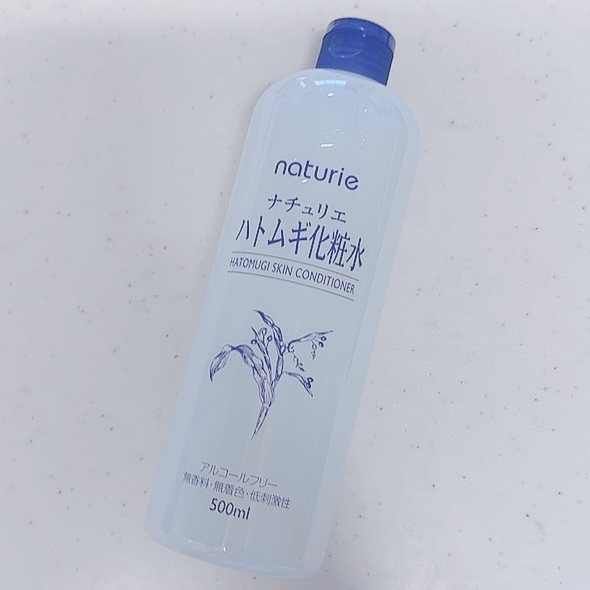 naturie
ナチュリエ
ハトムギ化粧水
HATOMUGI SKIN CONDITIONER
アルコールフリー
無香料・無着色・低刺激性
500ml